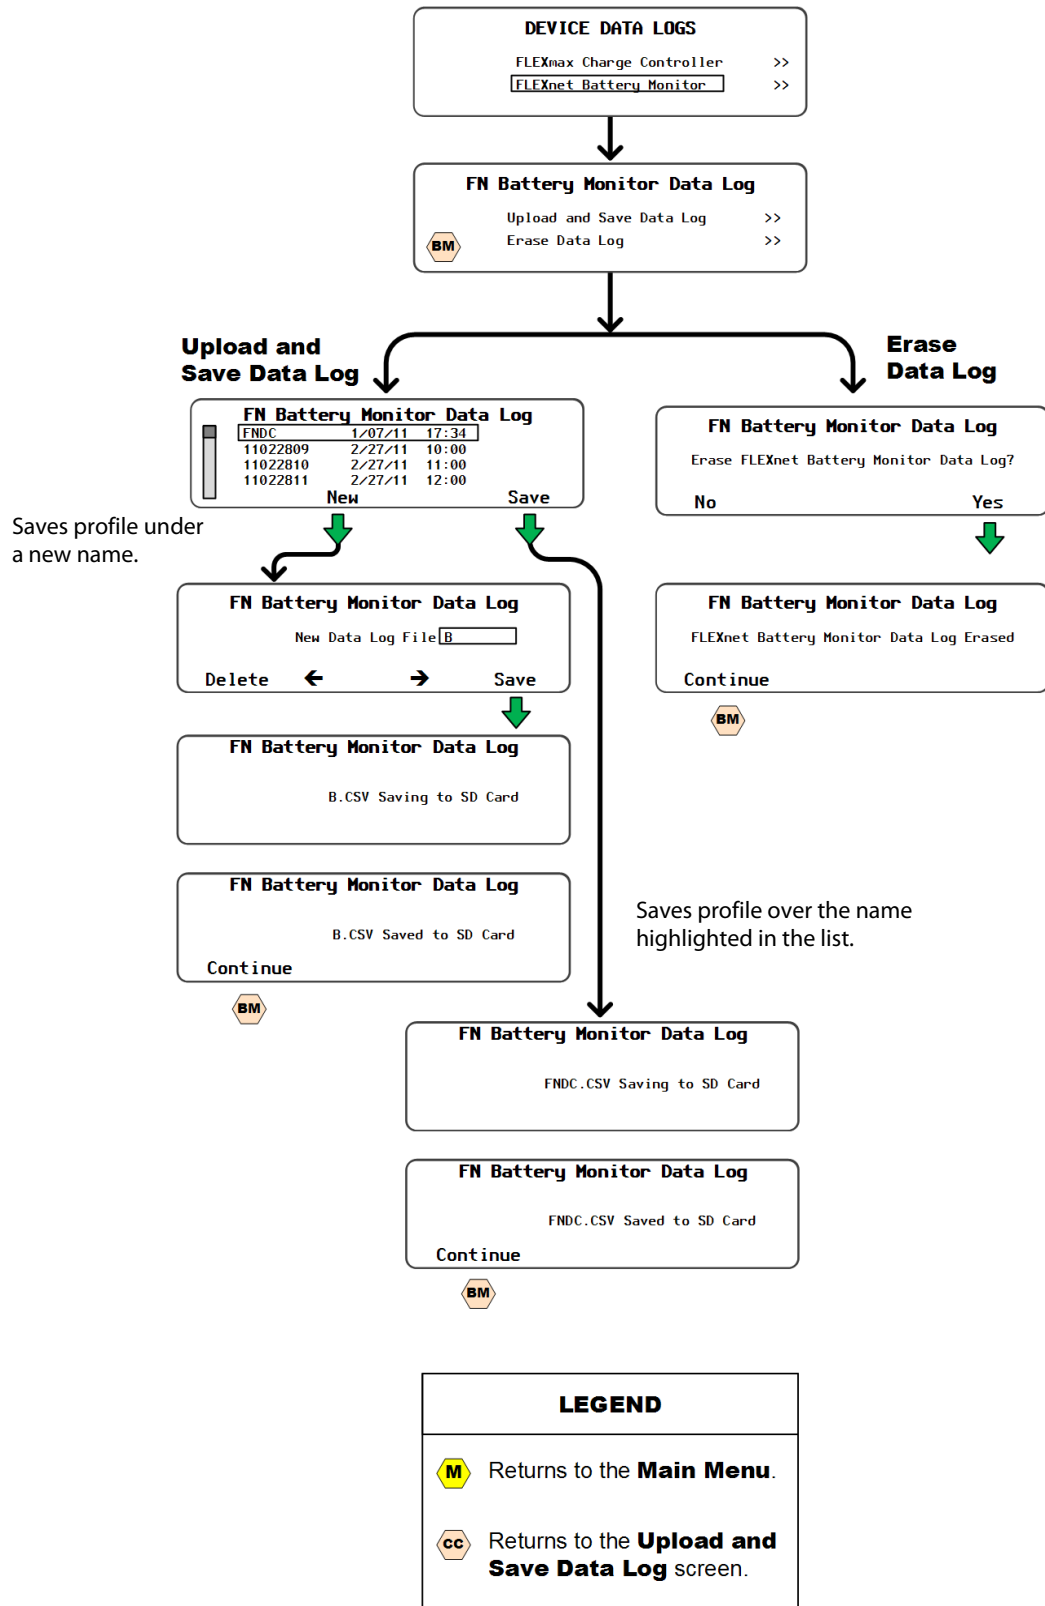 DEVICE DATA LOGS
FLEXmax Charge Controller >>
FLEXnet Battery Monitor >>
FN Battery Monitor Data Log
Upload and Save Data Log >>
Erase Data Log >>
BM
Upload and
Save Data Log
Erase
Data Log
FN Battery Monitor Data Log
FNDC 1/07/11 17:34
11022809 2/27/11 10:00
11022810 2/27/11 11:00
11022811 2/27/11 12:00
New Save
FN Battery Monitor Data Log
Erase FLEXnet Battery Monitor Data Log?
No Yes
Saves profile under
a new name.
FN Battery Monitor Data Log
New Data Log File B
Delete ← → Save
FN Battery Monitor Data Log
FLEXnet Battery Monitor Data Log Erased
Continue
BM
FN Battery Monitor Data Log
B.CSV Saving to SD Card
FN Battery Monitor Data Log
B.CSV Saved to SD Card
Continue
BM
Saves profile over the name
highlighted in the list.
FN Battery Monitor Data Log
FNDC.CSV Saving to SD Card
FN Battery Monitor Data Log
FNDC.CSV Saved to SD Card
Continue
BM
LEGEND
M Returns to the Main Menu.
CC Returns to the Upload and
Save Data Log screen.